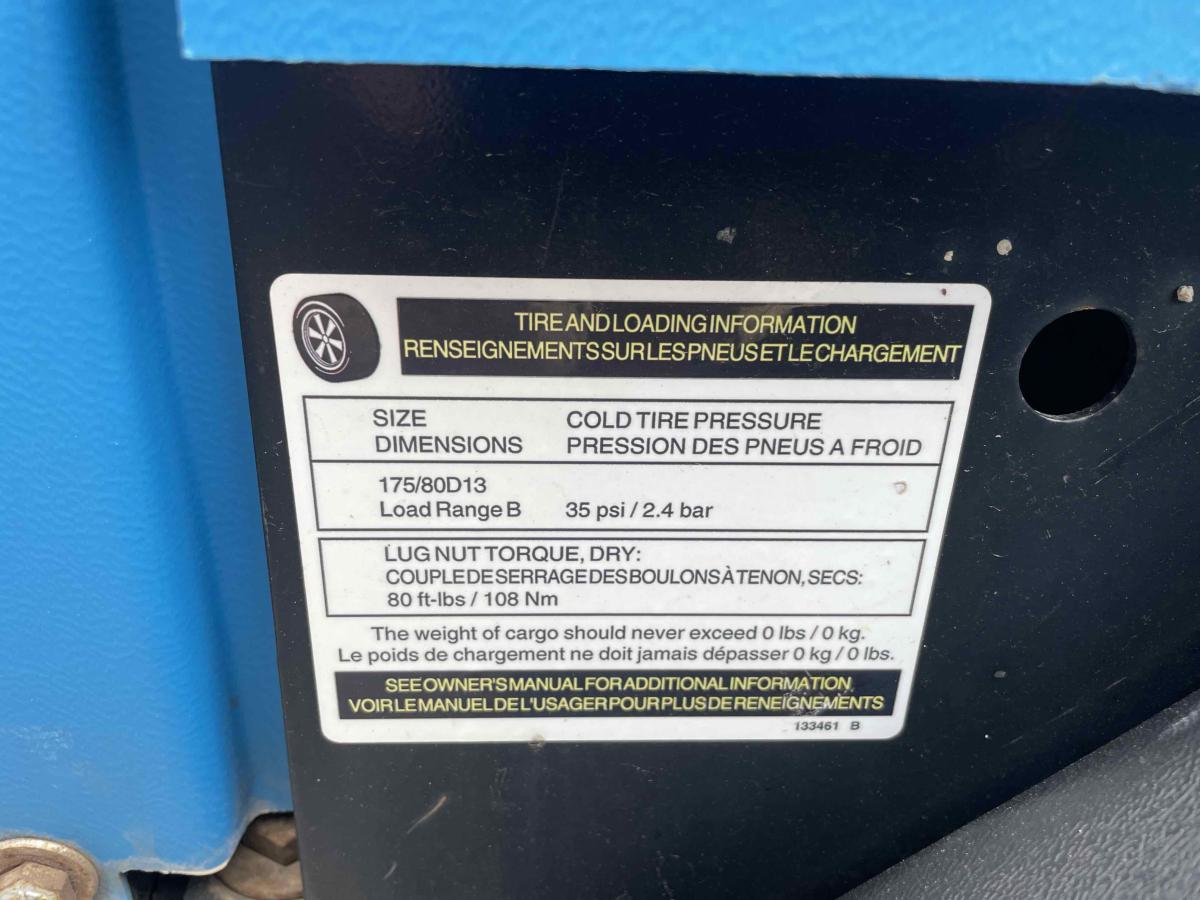 TIRE AND LOADING INFORMATION
RENSEIGNEMENTS SUR LES PNEUS ET LE CHARGEMENT
SIZE COLD TIRE PRESSURE
DIMENSIONS PRESSION DES PNEUS A FROID
175/80D13
Load Range B 35 psi / 2.4 bar
LUG NUT TORQUE, DRY:
COUPLE DE SERRAGE DES BOULONS À TENON, SECS:
80 ft-lbs / 108 Nm
The weight of cargo should never exceed 0 lbs / 0 kg.
Le poids de chargement ne doit jamais dépasser 0 kg / 0 lbs.
SEE OWNER'S MANUAL FOR ADDITIONAL INFORMATION
VOIR LE MANUEL DE L'USAGER POUR PLUS DE RENEIGNEMENTS
133461 B